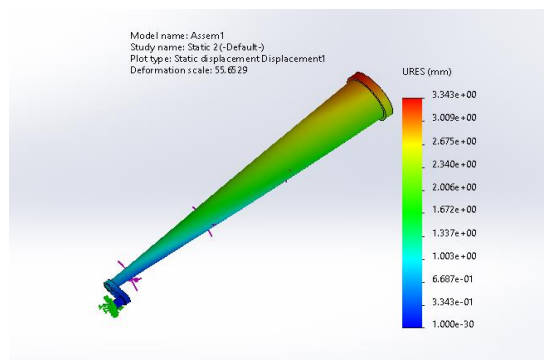 Model name: Assem1
Study name: Static 2(-Default-)
Plot type: Static displacement Displacement1
Deformation scale: 55.6529
URES (mm)
3.343e+00
3.009e+00
2.675e+00
2.340e+00
2.006e+00
1.672e+00
1.337e+00
1.003e+00
6.687e-01
3.343e-01
1.000e-30